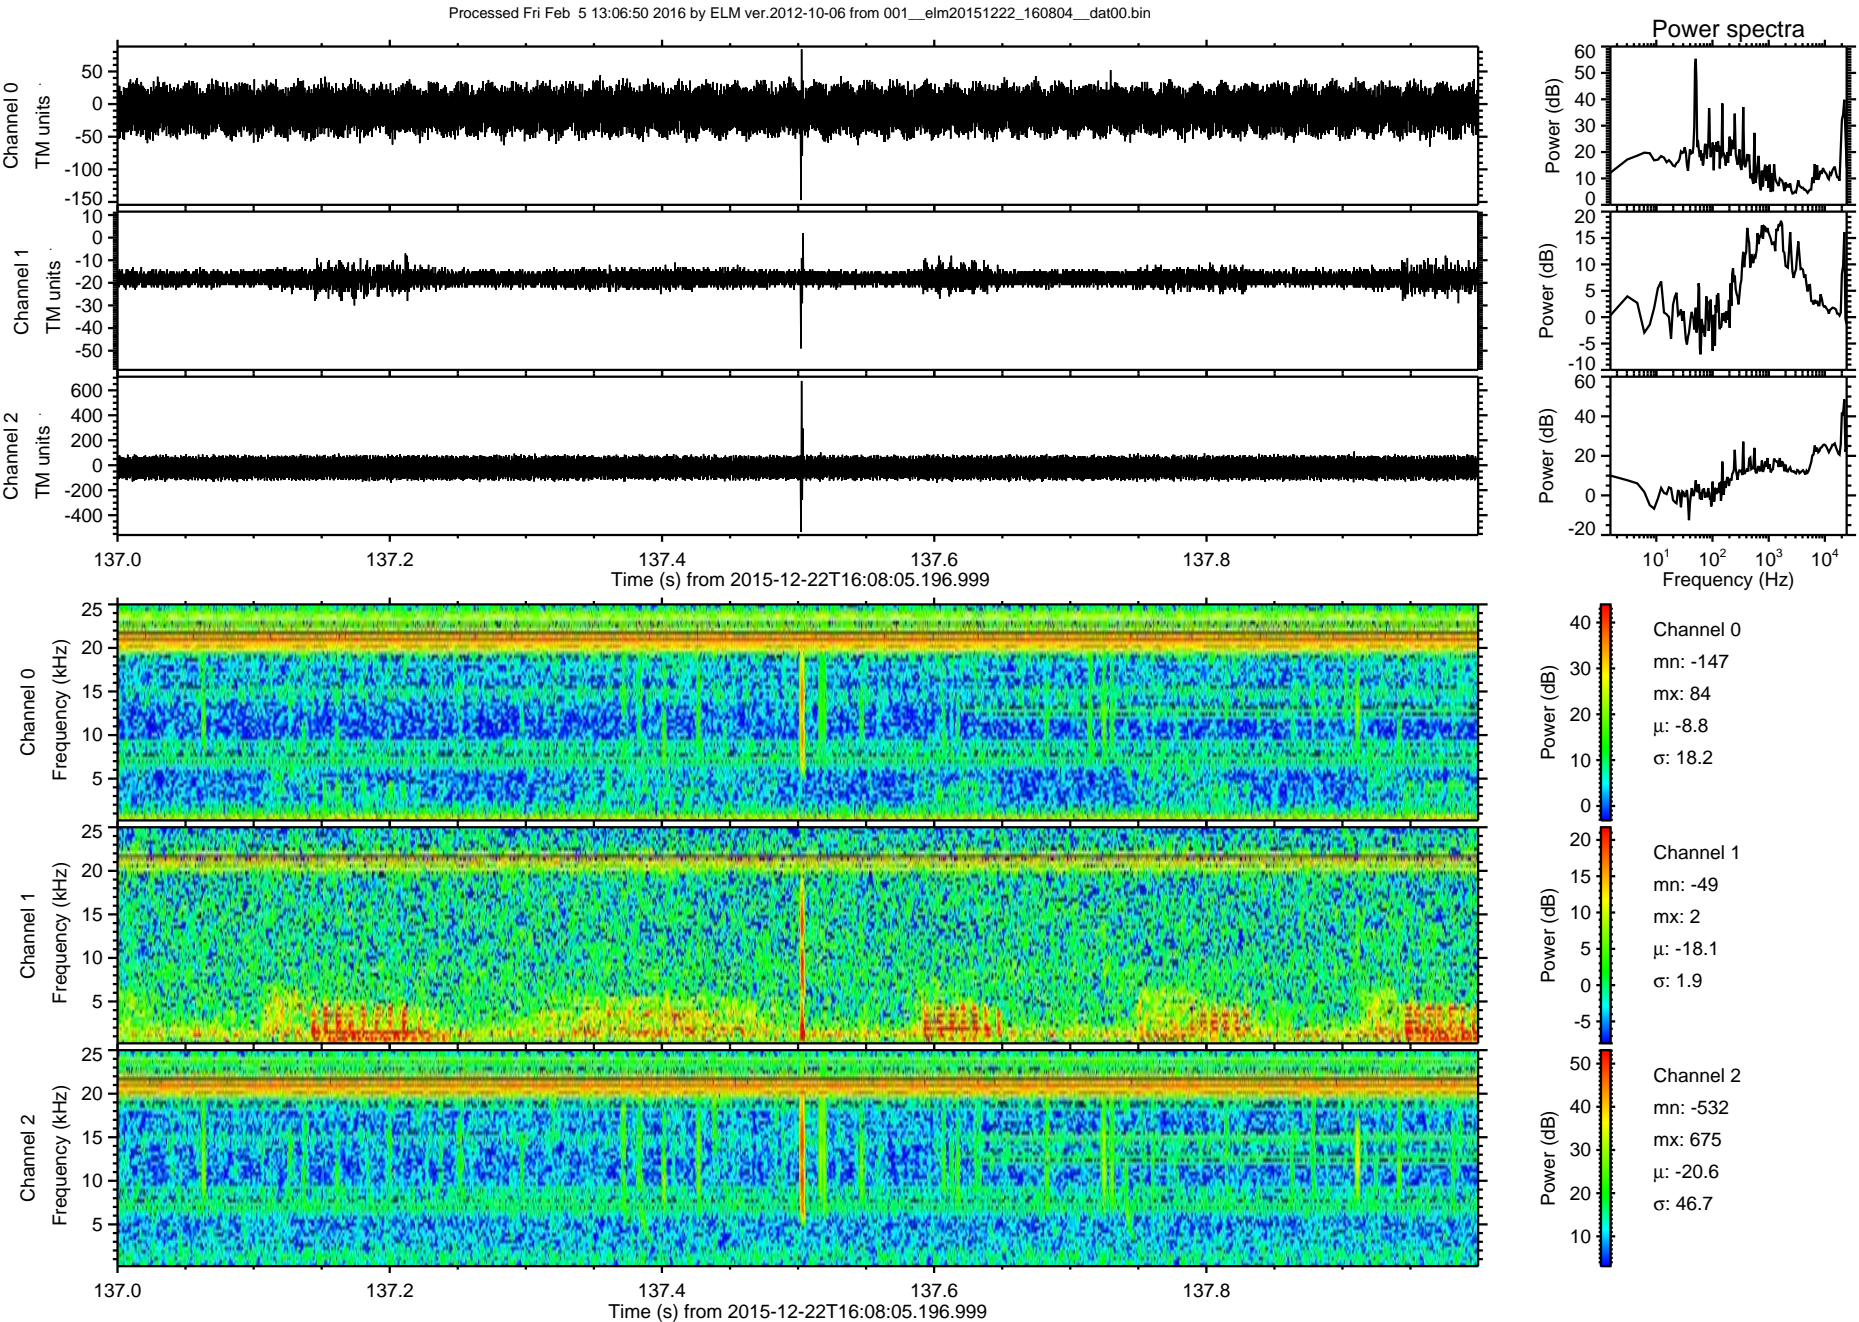 Processed Fri Feb  5 13:06:50 2016 by ELM ver.2012-10-06 from 001__elm20151222_160804__dat00.bin
Power spectra
Channel 0
TM units
50
0
-50
-100
-150
Power (dB)
60
50
40
30
20
10
0
Channel 1
TM units
10
0
-10
-20
-30
-40
-50
Power (dB)
20
15
10
5
0
-5
-10
Channel 2
TM units
600
400
200
0
-200
-400
Power (dB)
60
40
20
0
-20
137.0 137.2 137.4 137.6 137.8
Time (s) from 2015-12-22T16:08:05.196.999
10¹ 10² 10³ 10⁴
Frequency (Hz)
Channel 0
Frequency (kHz)
25
20
15
10
5
Power (dB)
40
30
20
10
0
Channel 0
mn: -147
mx: 84
μ: -8.8
σ: 18.2
Channel 1
Frequency (kHz)
25
20
15
10
5
Power (dB)
20
15
10
5
0
-5
Channel 1
mn: -49
mx: 2
μ: -18.1
σ: 1.9
Channel 2
Frequency (kHz)
25
20
15
10
5
Power (dB)
50
40
30
20
10
Channel 2
mn: -532
mx: 675
μ: -20.6
σ: 46.7
137.0 137.2 137.4 137.6 137.8
Time (s) from 2015-12-22T16:08:05.196.999